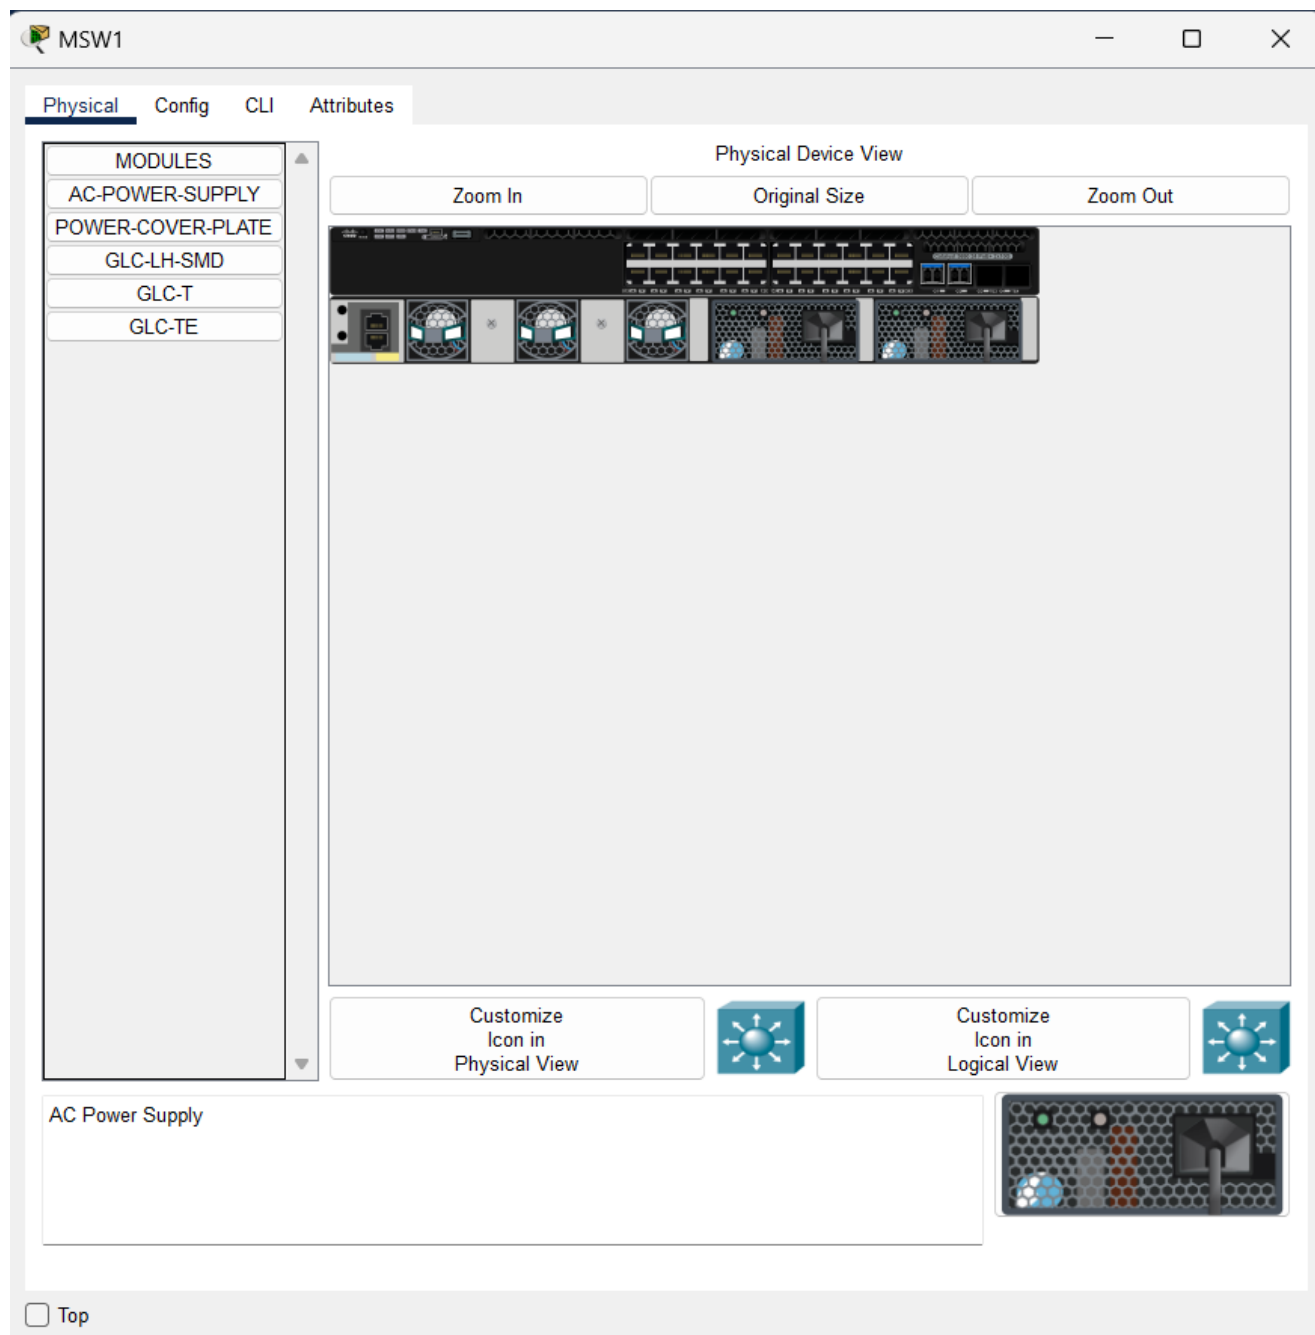 MSW1
Physical Config CLI Attributes
MODULES
AC-POWER-SUPPLY
POWER-COVER-PLATE
GLC-LH-SMD
GLC-T
GLC-TE
Physical Device View
Zoom In Original Size Zoom Out
Customize
Icon in
Physical View
Customize
Icon in
Logical View
AC Power Supply
Top